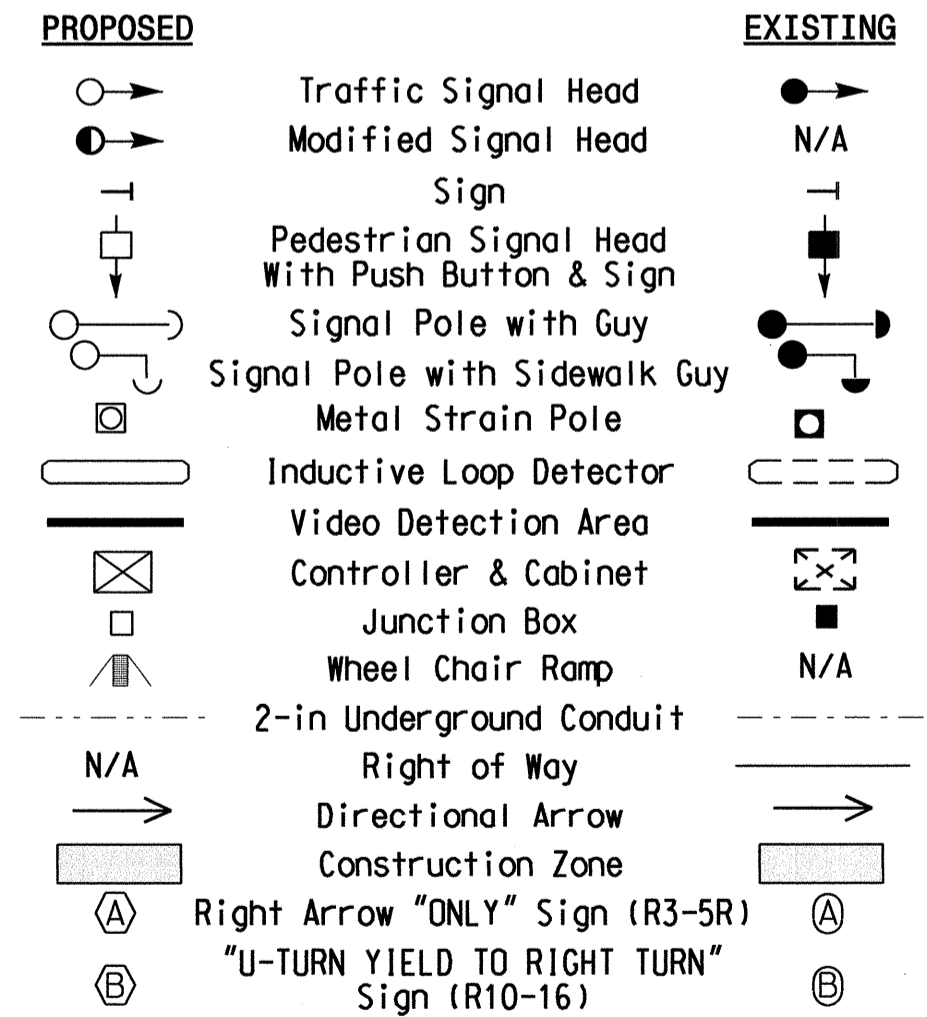 PROPOSED EXISTING
Traffic Signal Head
Modified Signal Head N/A
Sign
Pedestrian Signal Head
With Push Button & Sign
Signal Pole with Guy
Signal Pole with Sidewalk Guy
Metal Strain Pole
Inductive Loop Detector
Video Detection Area
Controller & Cabinet
Junction Box
Wheel Chair Ramp N/A
2-in Underground Conduit
N/A Right of Way
Directional Arrow
Construction Zone
A Right Arrow "ONLY" Sign (R3-5R) A
"U-TURN YIELD TO RIGHT TURN"
B Sign (R10-16) B